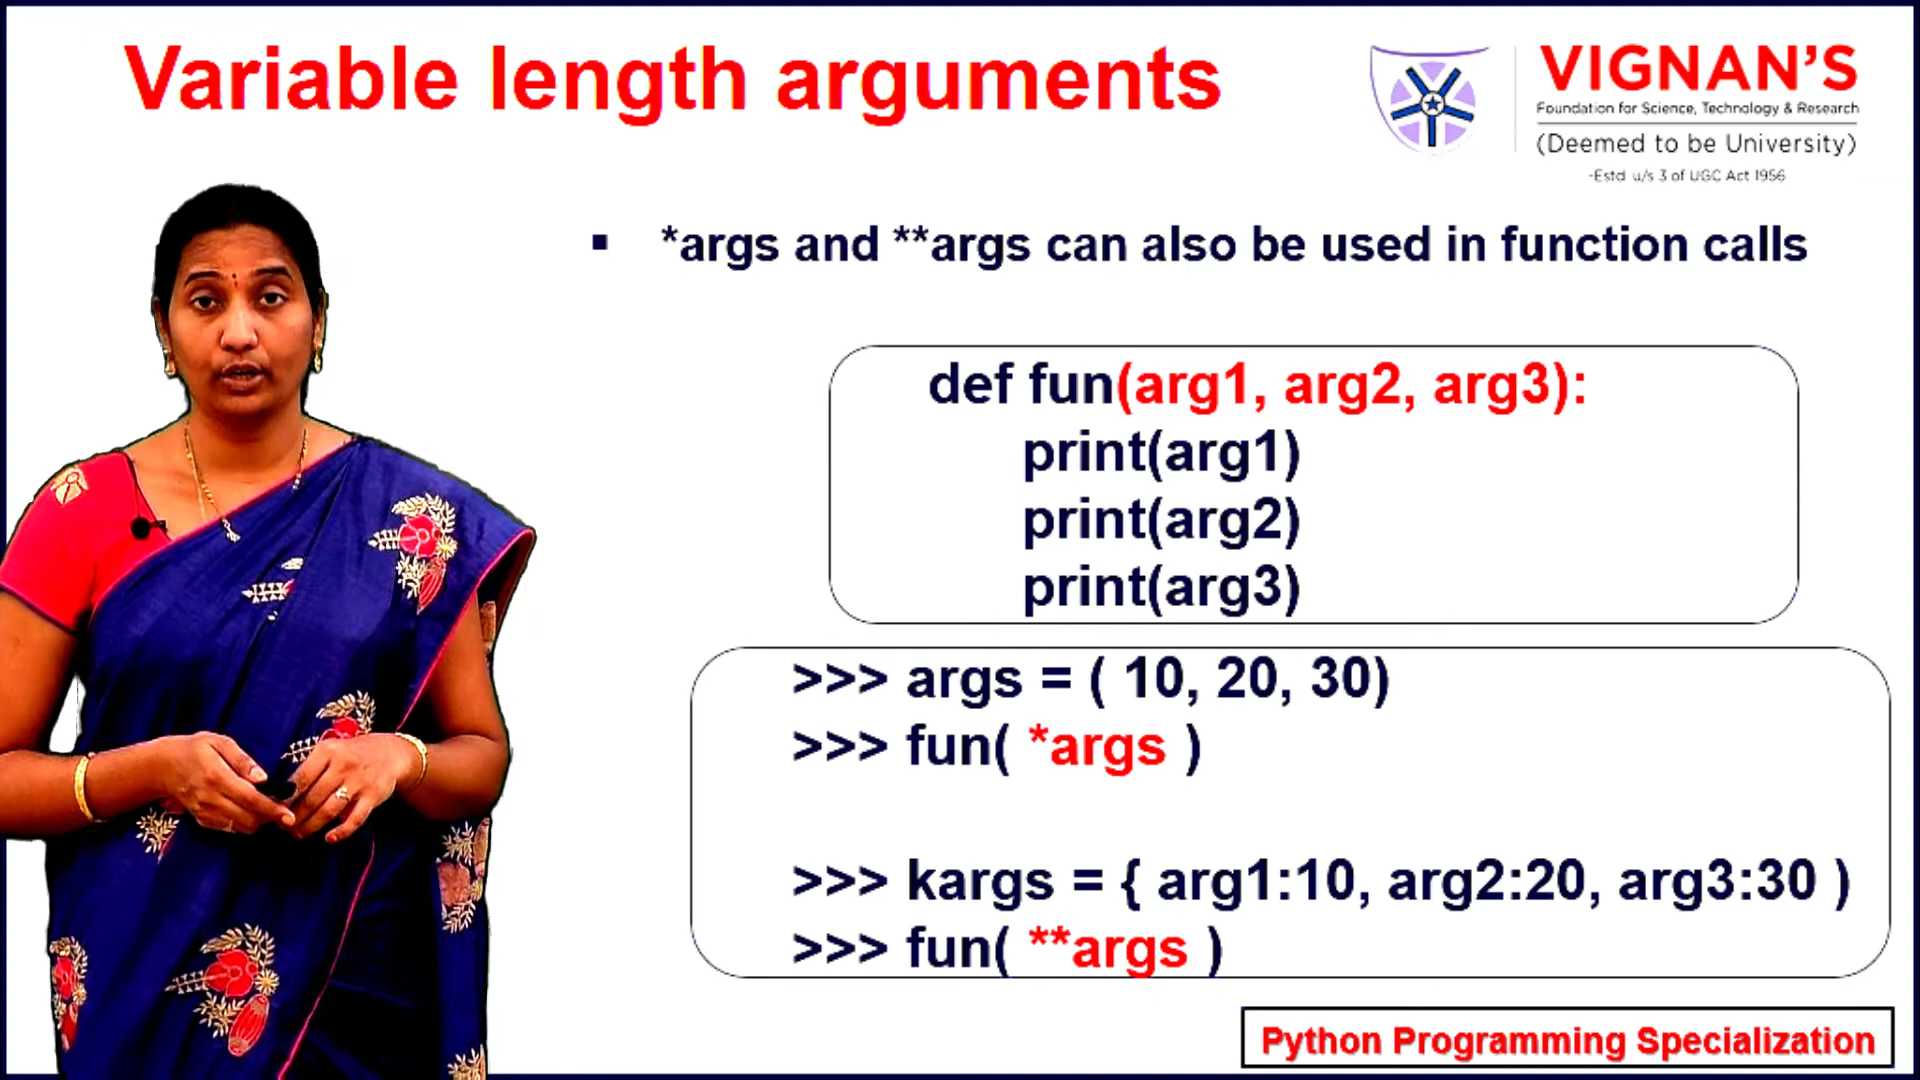 Variable length arguments
VIGNAN'S
Foundation for Science, Technology & Research
(Deemed to be University)
-Estd u/s 3 of UGC Act 1956
▪ *args and **args can also be used in function calls
def fun(arg1, arg2, arg3):
print(arg1)
print(arg2)
print(arg3)
>>> args = ( 10, 20, 30)
>>> fun( *args )
>>> kargs = { arg1:10, arg2:20, arg3:30 )
>>> fun( **args )
Python Programming Specialization